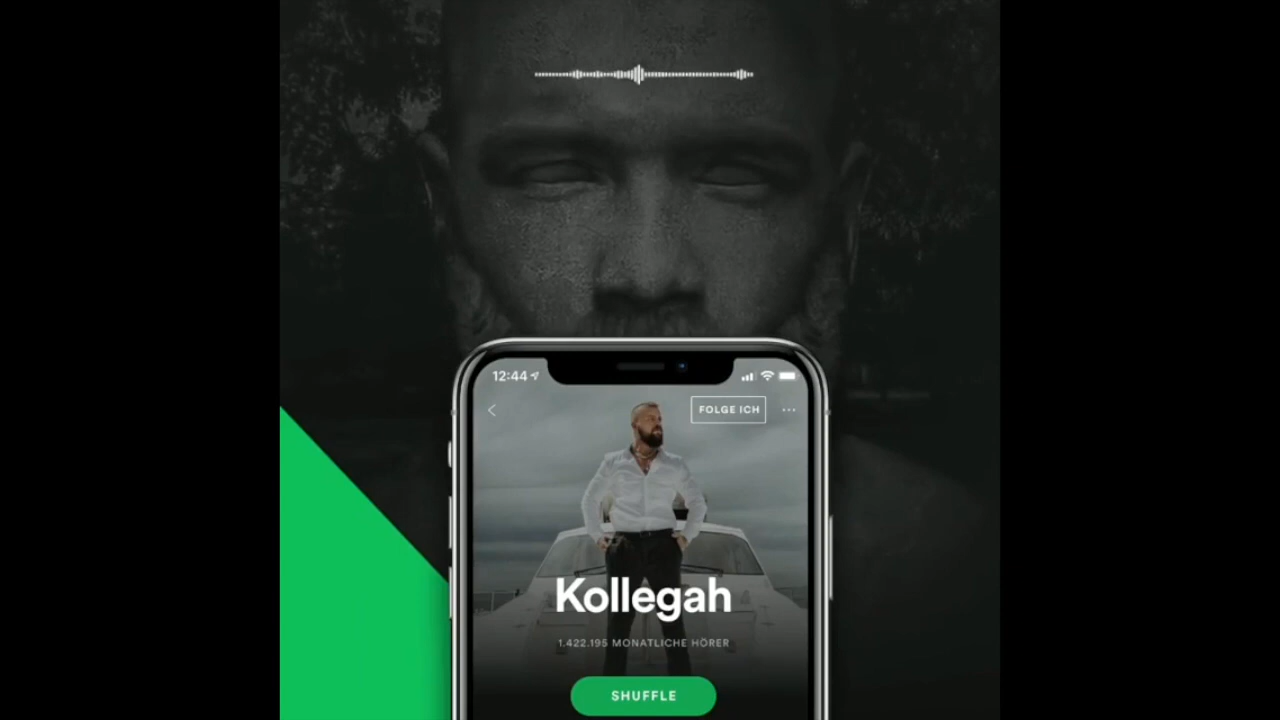 12:44
FOLGE ICH
Kollegah
1.422.195 MONATLICHE HÖRER
SHUFFLE